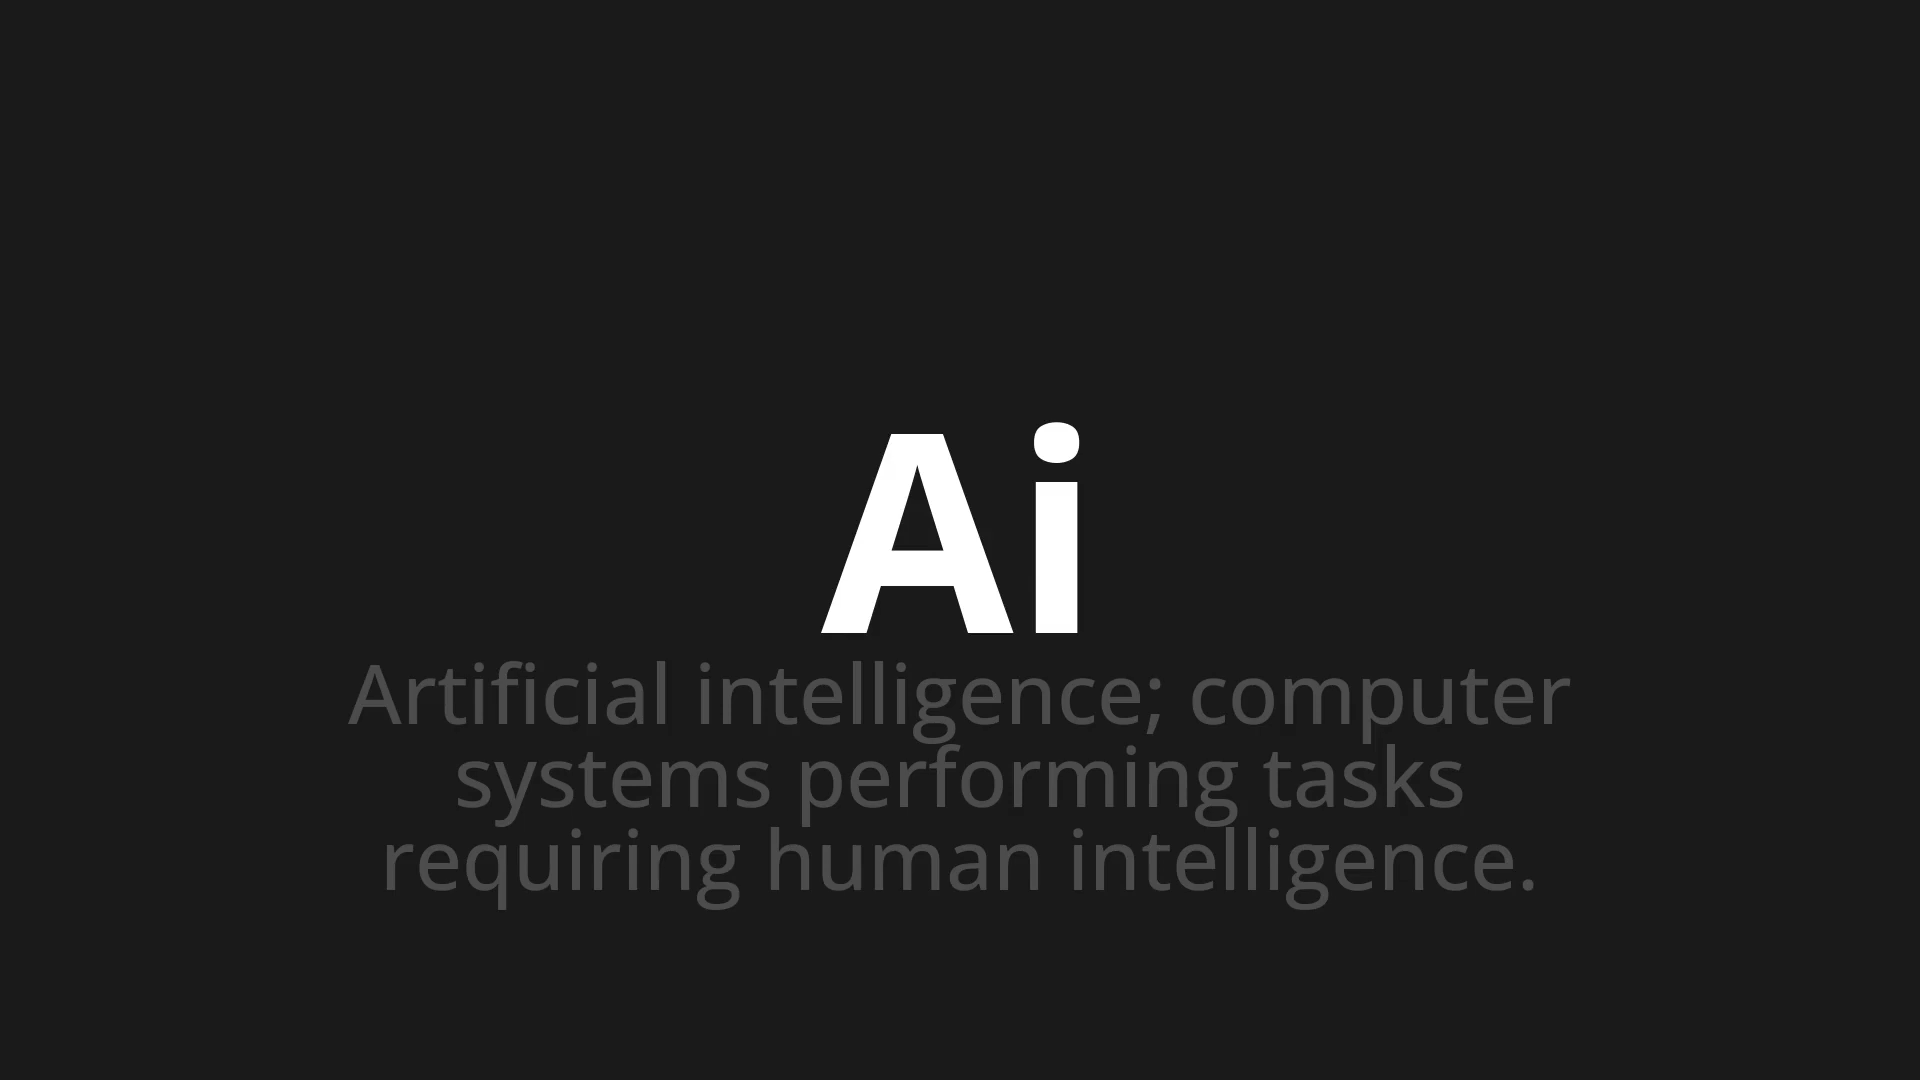 Ai
Artificial intelligence; computer
systems performing tasks
requiring human intelligence.